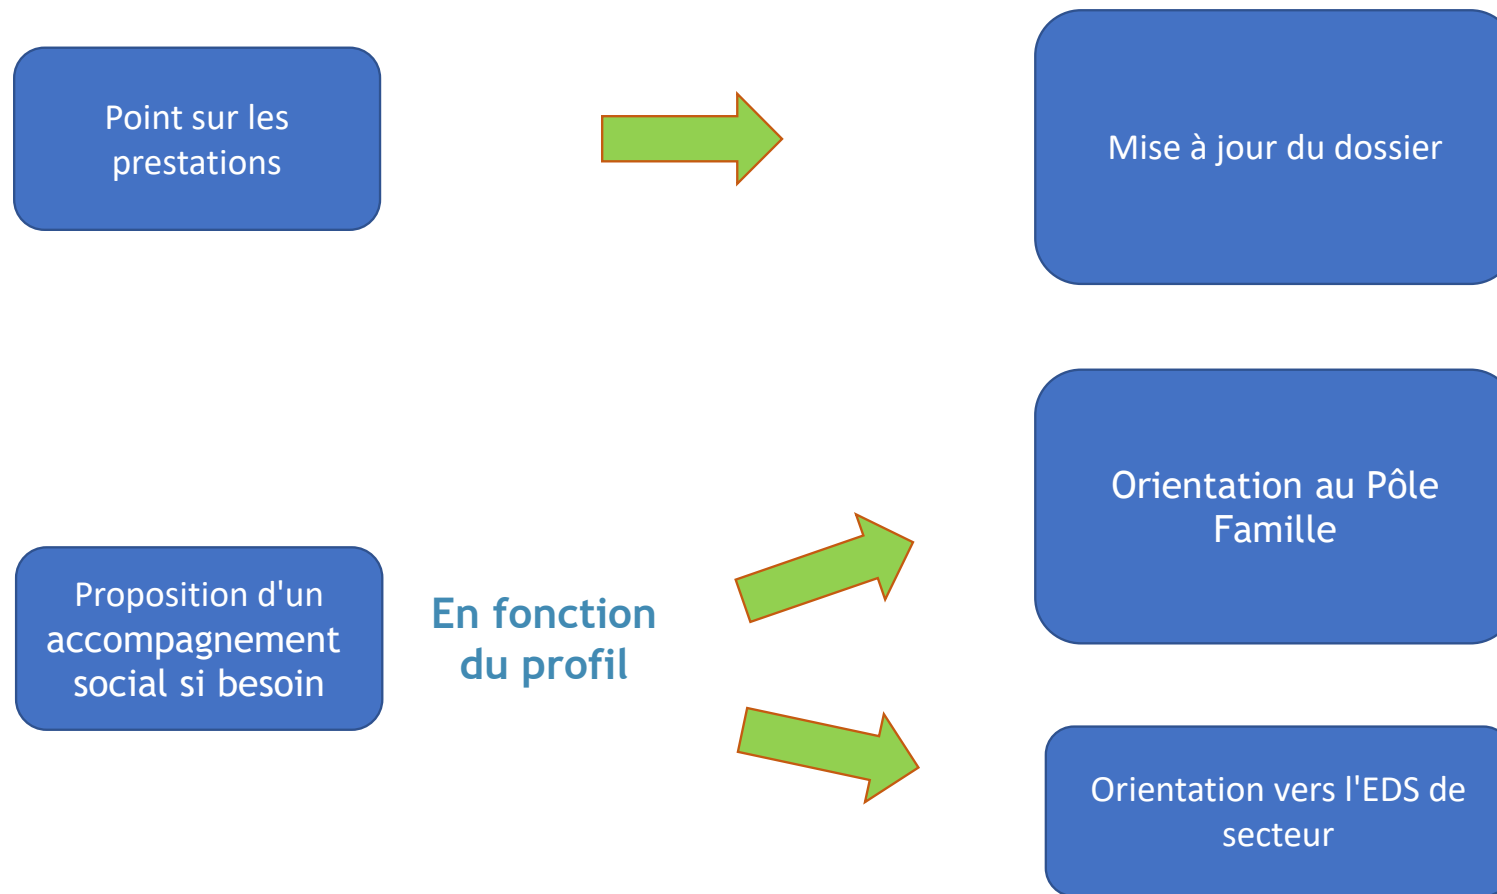 Point sur les
prestations
Mise à jour du dossier
Orientation au Pôle
Famille
Proposition d'un
accompagnement
social si besoin
En fonction
du profil
Orientation vers l'EDS de
secteur